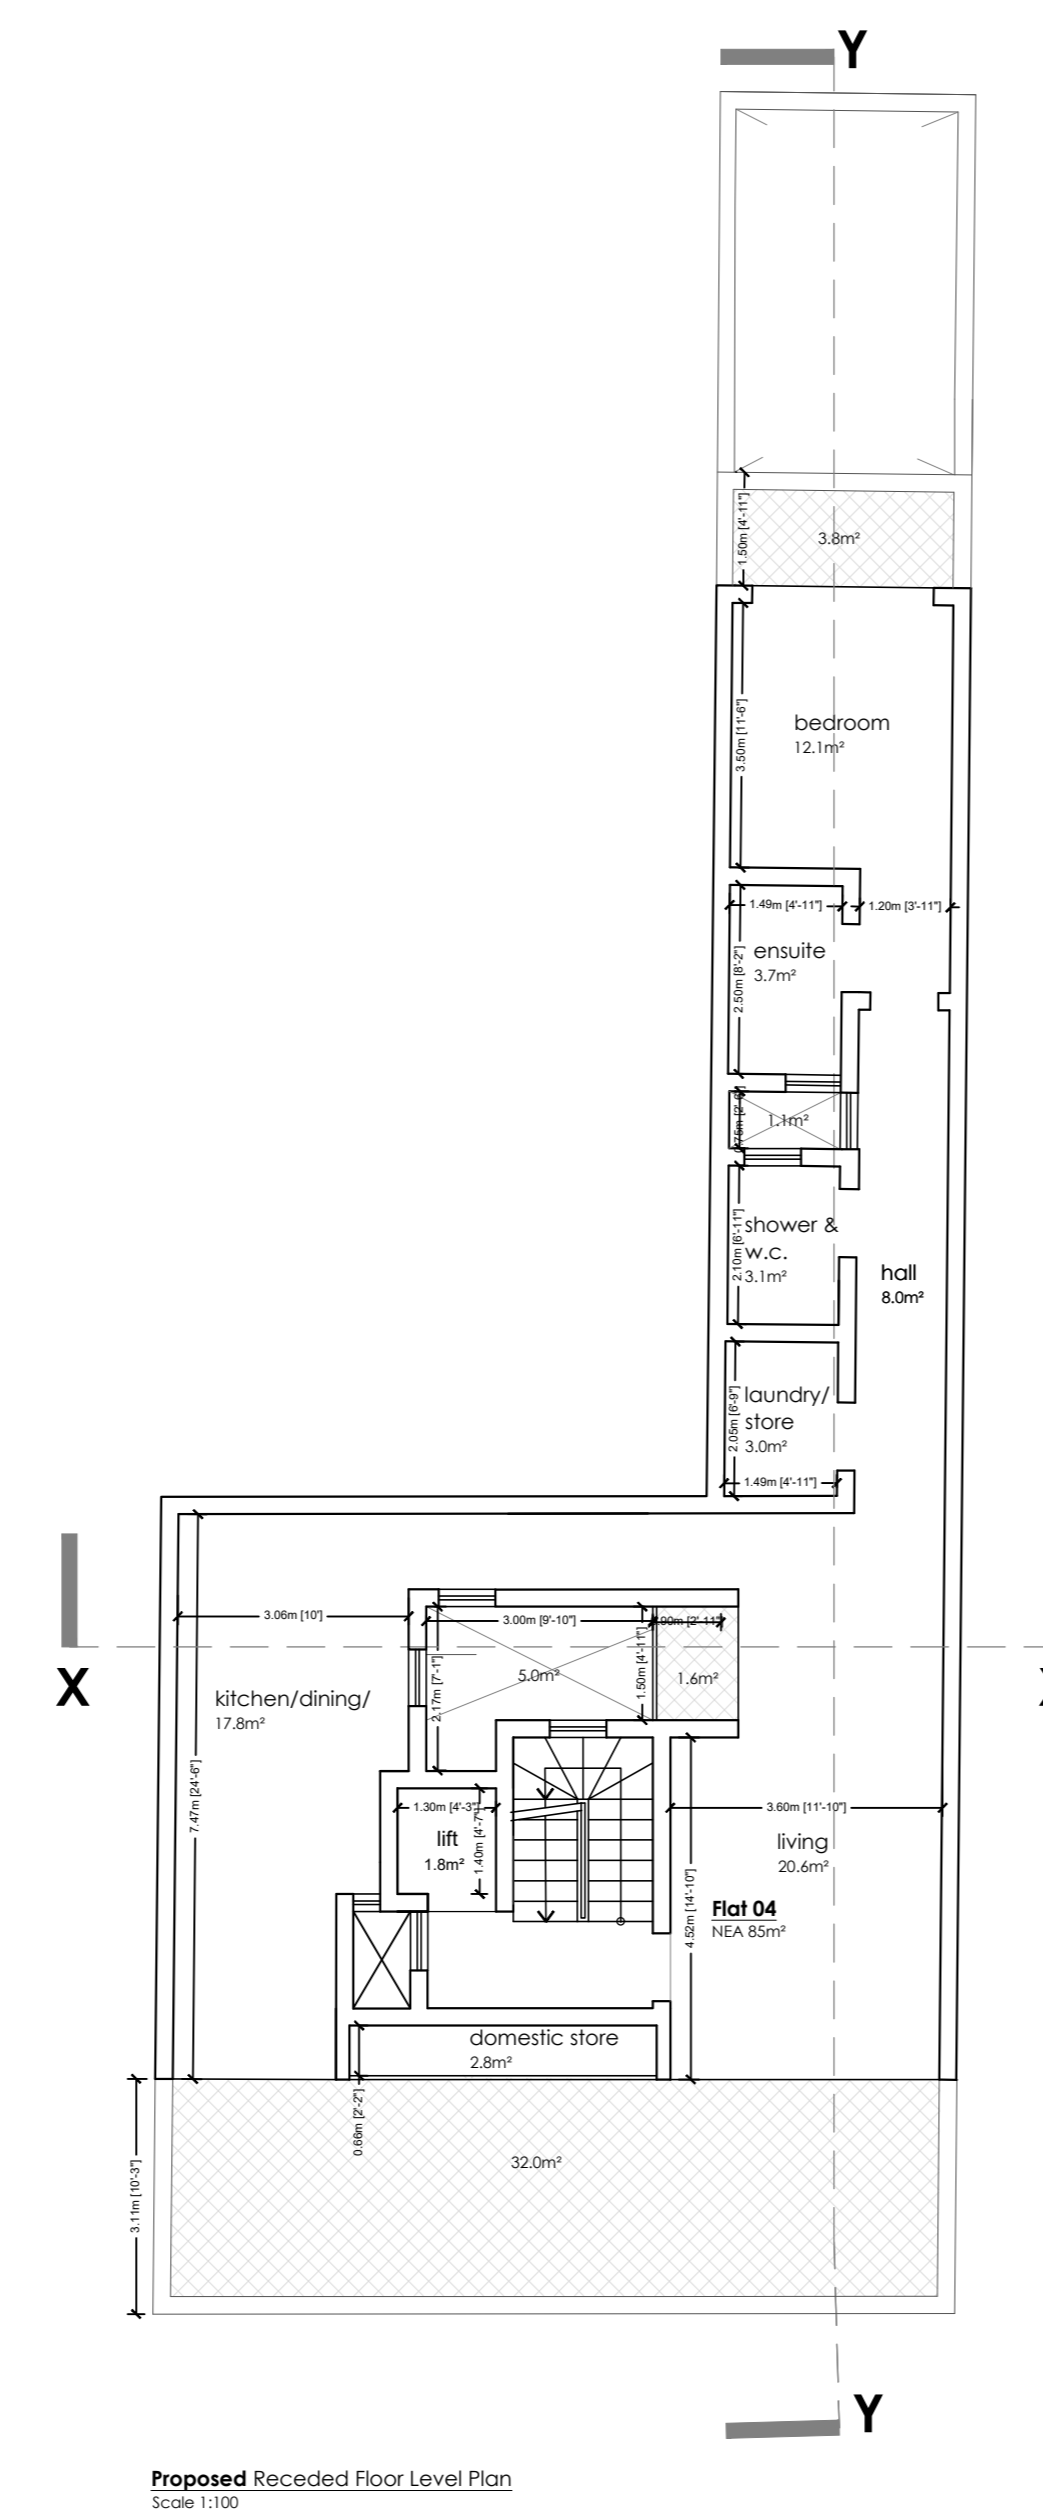 Y
1.50m [4'-11"]
3.8m²
3.50m [11'-6"]
bedroom
12.1m²
1.49m [4'-11"]
1.20m [3'-11"]
ensuite
3.7m²
2.50m [8'-2"]
1.1m²
shower &
w.c.
3.1m²
2.10m [6'-11"]
hall
8.0m²
laundry/
store
3.0m²
2.05m [6'-9"]
1.49m [4'-11"]
3.06m [10']
3.00m [9'-10"]
5.0m²
1.50m [4'-11"]
1.6m²
2.17m [7'-1"]
X
kitchen/dining/
17.8m²
7.47m [24'-6"]
1.30m [4'-3"]
lift
1.8m²
1.40m [4'-7"]
3.60m [11'-10"]
living
20.6m²
Flat 04
NEA 85m²
4.52m [14'-10"]
domestic store
2.8m²
0.66m [2'-2"]
32.0m²
3.11m [10'-3"]
Y
Proposed Receded Floor Level Plan
Scale 1:100